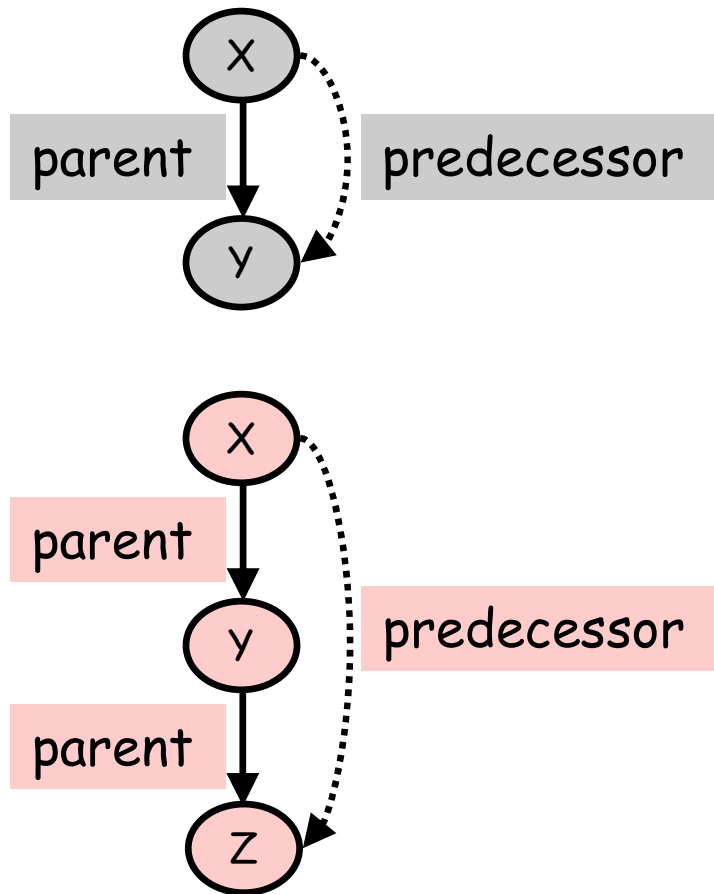 X
parent
predecessor
Y
X
parent
Y
predecessor
parent
Z